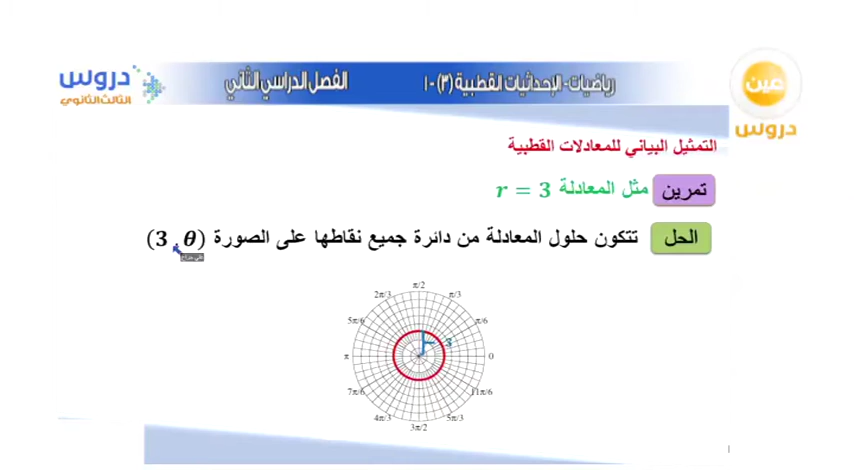 دروس
الثالث الثانوي
الفصل الدراسي الثاني
رياضيات - الإحداثيات القطبية (٣) - ١
عين
دروس
التمثيل البياني للمعادلات القطبية
تمرين مثل المعادلة r = 3
الحل تتكون حلول المعادلة من دائرة جميع نقاطها على الصورة (3, θ)
π/2
2π/3 π/3
5π/6 π/6
3
π 0
7π/6 11π/6
4π/3 5π/3
3π/2